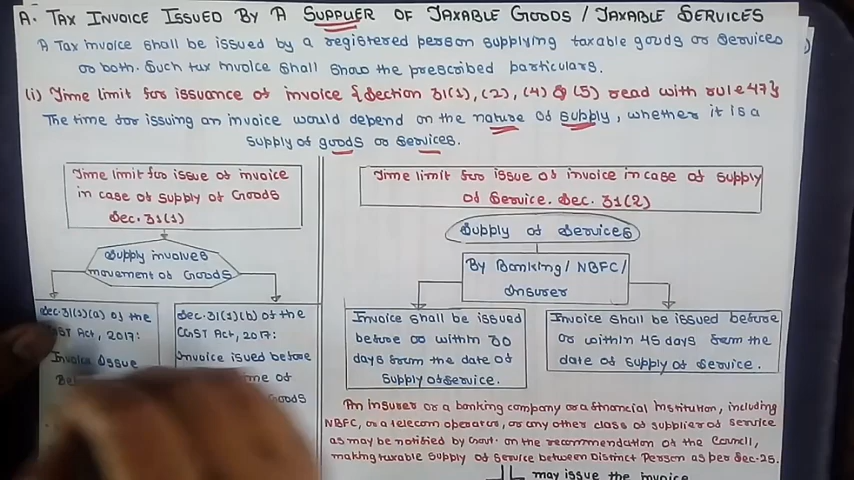 A. TAX INVOICE ISSUED BY A SUPPLIER OF TAXABLE GOODS / TAXABLE SERVICES
A Tax invoice shall be issued by a registered person supplying taxable goods or services
or both. Such tax invoice shall show the prescribed particulars.
(i) Time limit for issuance of invoice {Section 31(1), (2), (4) & (5) read with rule 47}
The time for issuing an invoice would depend on the nature of supply, whether it is a
supply of goods or services.
Time limit for issue of invoice
in case of supply of Goods
Sec. 31(1)
Supply involves
movement of Goods
Sec. 31(1)(a) of the
Act, 2017:
Invoice Issue
Sec. 31(1)(b) of the
CGST Act, 2017:
Invoice isued before
of
Goods
Time limit for issue of invoice in case of supply
of Service. Sec. 31(2)
Supply of Services
By Banking/ NBFC/
Insurer
Invoice shall be issued
before or within 30
days from the date of
supply of service.
Invoice shall be issued before
or within 45 days from the
date of supply of service.
An insurer or a banking company or a financial institution, including
NBFC, or a telecom operator, or any other class of supplier of service
as may be notified by Govt. on the recommendation of the Council,
making taxable supply of service between Distinct Person as per Sec-25.
may issue the invoice